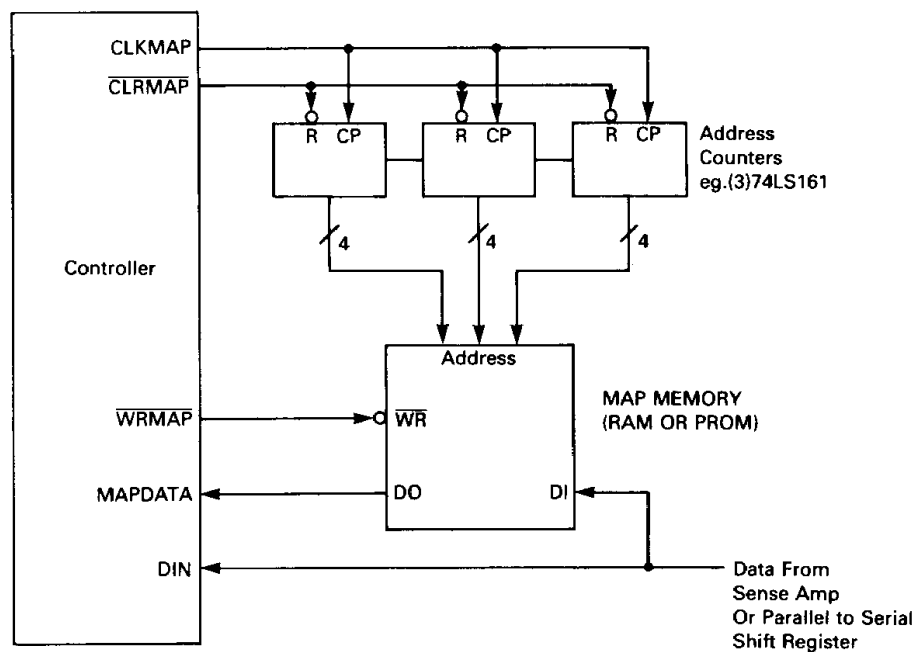 CLKMAP
CLRMAP
R CP
R CP
R CP
Address
Counters
eg.(3)74LS161
4
4
4
Controller
Address
MAP MEMORY
(RAM OR PROM)
WRMAP
WR
MAPDATA
DO
DI
DIN
Data From
Sense Amp
Or Parallel to Serial
Shift Register